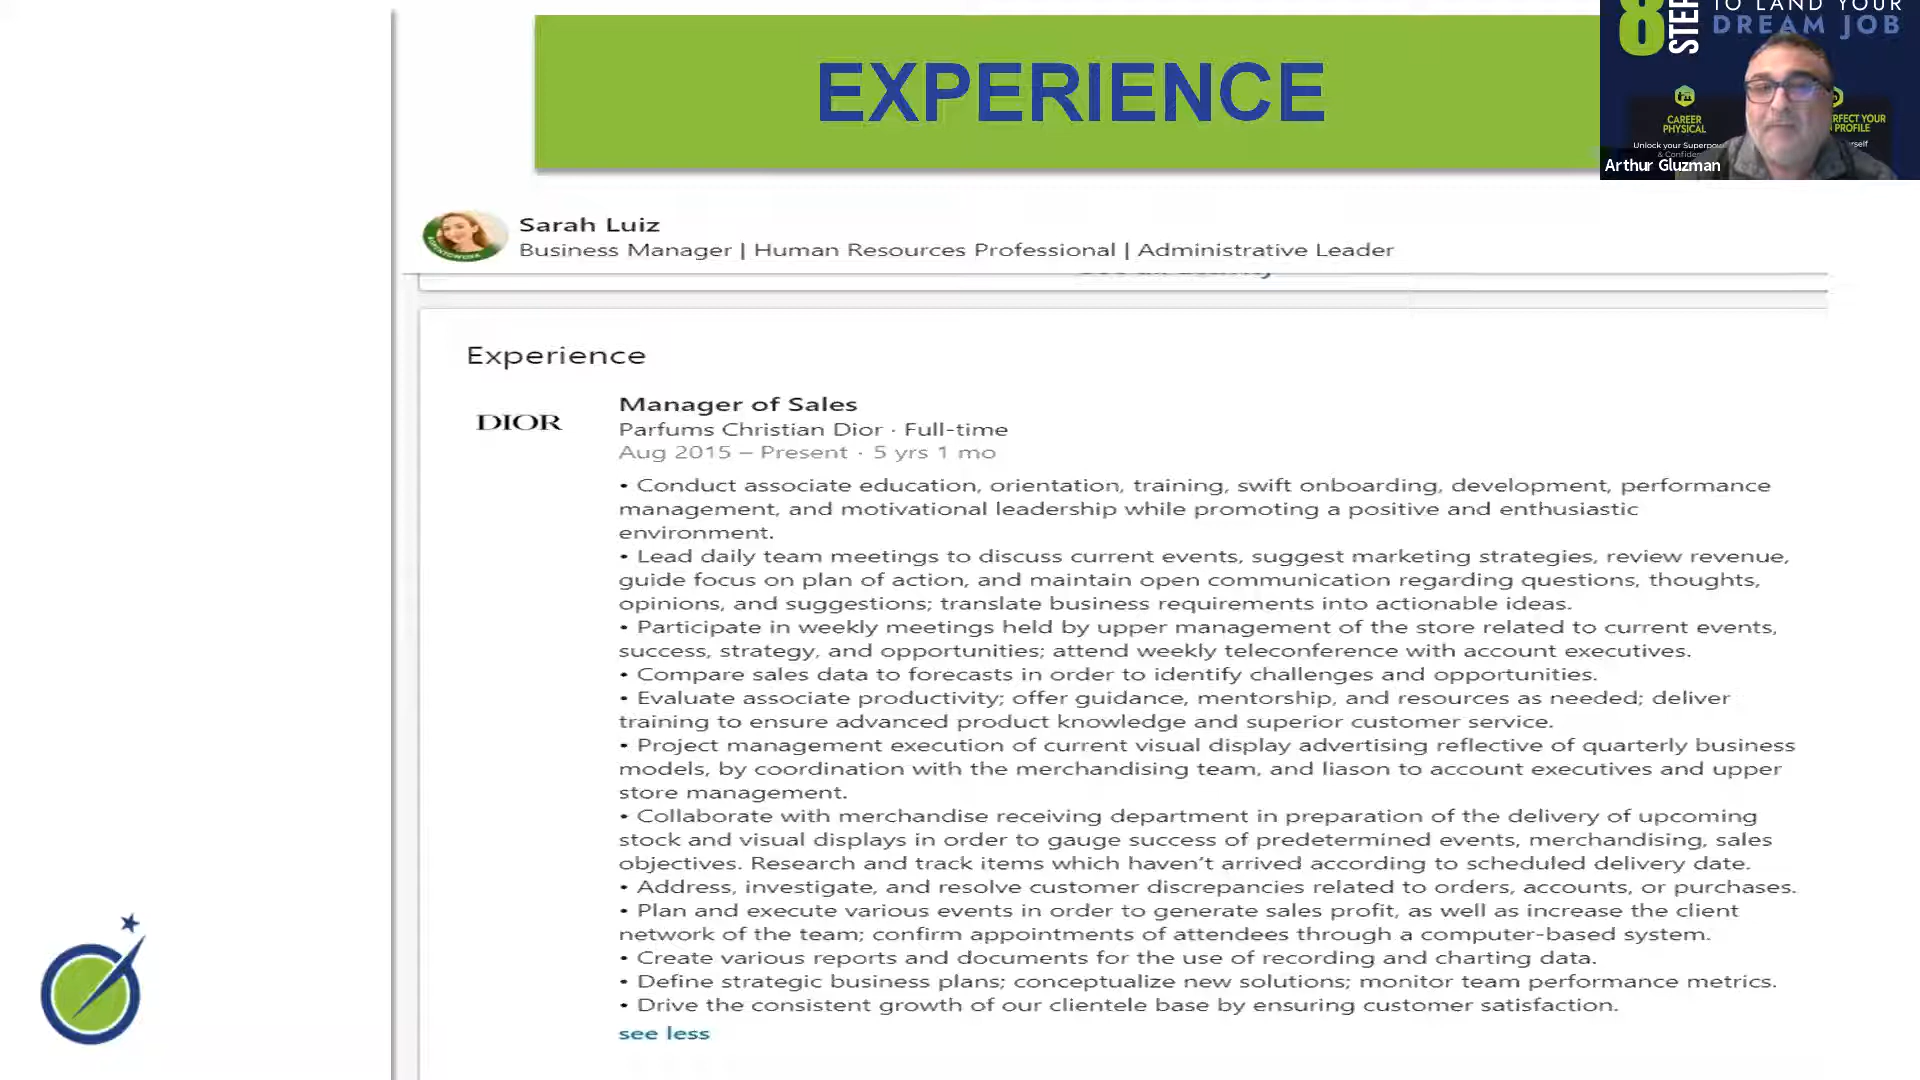 EXPERIENCE
8 STEP
TO LAND YOUR
DREAM JOB
CAREER
PHYSICAL
PROFILE
Arthur Gluzman
Sarah Luiz
Business Manager | Human Resources Professional | Administrative Leader
Experience
DIOR
Manager of Sales
Parfums Christian Dior · Full-time
Aug 2015 – Present · 5 yrs 1 mo
• Conduct associate education, orientation, training, swift onboarding, development, performance
management, and motivational leadership while promoting a positive and enthusiastic
environment.
• Lead daily team meetings to discuss current events, suggest marketing strategies, review revenue,
guide focus on plan of action, and maintain open communication regarding questions, thoughts,
opinions, and suggestions; translate business requirements into actionable ideas.
• Participate in weekly meetings held by upper management of the store related to current events,
success, strategy, and opportunities; attend weekly teleconference with account executives.
• Compare sales data to forecasts in order to identify challenges and opportunities.
• Evaluate associate productivity; offer guidance, mentorship, and resources as needed; deliver
training to ensure advanced product knowledge and superior customer service.
• Project management execution of current visual display advertising reflective of quarterly business
models, by coordination with the merchandising team, and liason to account executives and upper
store management.
• Collaborate with merchandise receiving department in preparation of the delivery of upcoming
stock and visual displays in order to gauge success of predetermined events, merchandising, sales
objectives. Research and track items which haven't arrived according to scheduled delivery date.
• Address, investigate, and resolve customer discrepancies related to orders, accounts, or purchases.
• Plan and execute various events in order to generate sales profit, as well as increase the client
network of the team; confirm appointments of attendees through a computer-based system.
• Create various reports and documents for the use of recording and charting data.
• Define strategic business plans; conceptualize new solutions; monitor team performance metrics.
• Drive the consistent growth of our clientele base by ensuring customer satisfaction.
see less